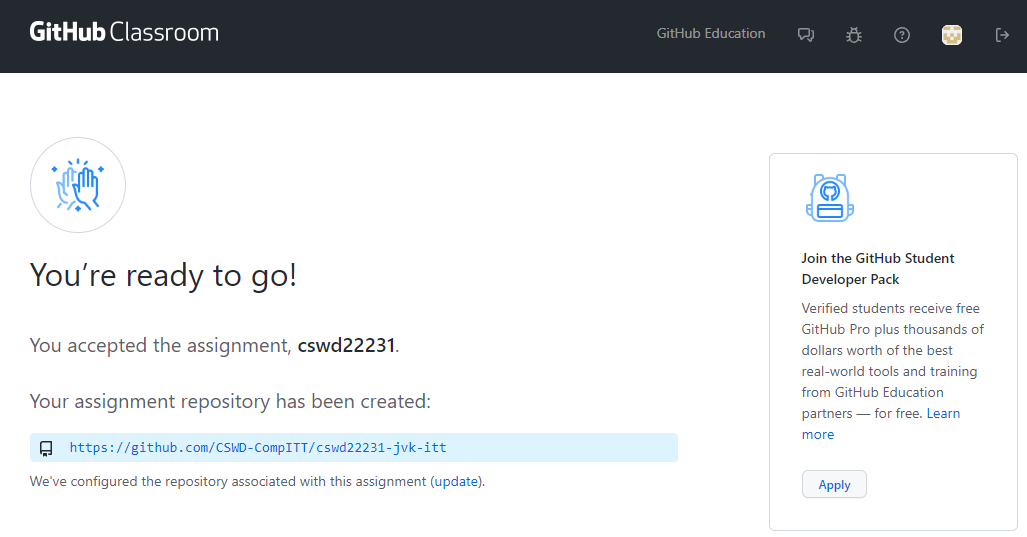 GitHub Classroom
GitHub Education
You're ready to go!
You accepted the assignment, cswd22231.
Your assignment repository has been created:
https://github.com/CSWD-CompITT/cswd22231-jvk-itt
We've configured the repository associated with this assignment (update).
Join the GitHub Student
Developer Pack
Verified students receive free
GitHub Pro plus thousands of
dollars worth of the best
real-world tools and training
from GitHub Education
partners — for free. Learn
more
Apply